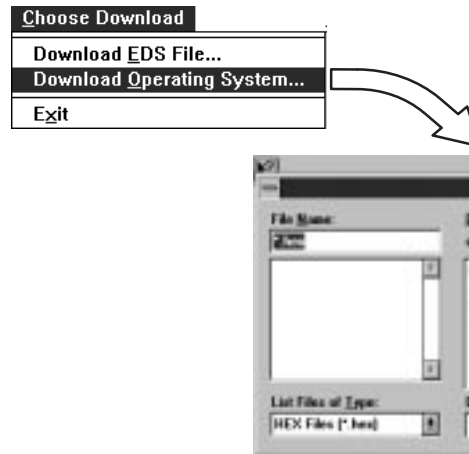 Choose Download
Download EDS File...
Download Operating System...
Exit
File Name:
List Files of Type:
HEX Files (*.hex)